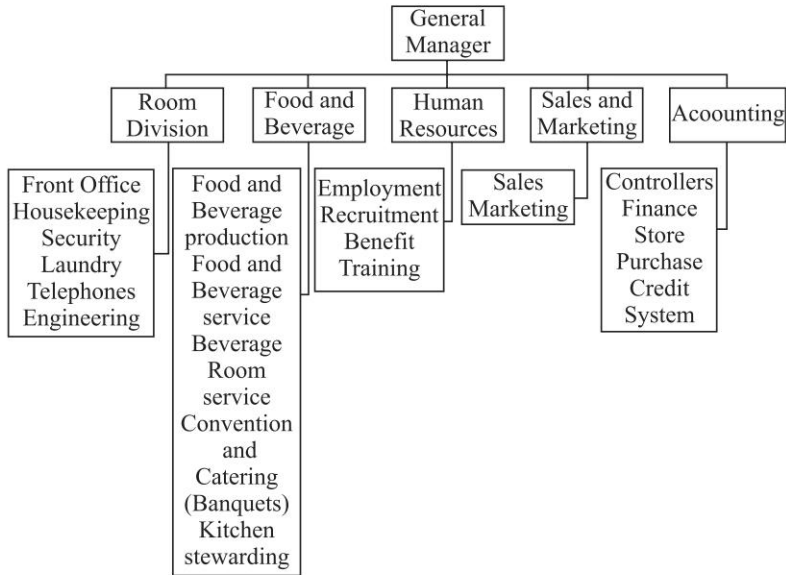 General
Manager
Room
Division
Food and
Beverage
Human
Resources
Sales and
Marketing
Acoounting
Front Office
Housekeeping
Security
Laundry
Telephones
Engineering
Food and
Beverage
production
Food and
Beverage
service
Beverage
Room
service
Convention
and
Catering
(Banquets)
Kitchen
stewarding
Employment
Recruitment
Benefit
Training
Sales
Marketing
Controllers
Finance
Store
Purchase
Credit
System